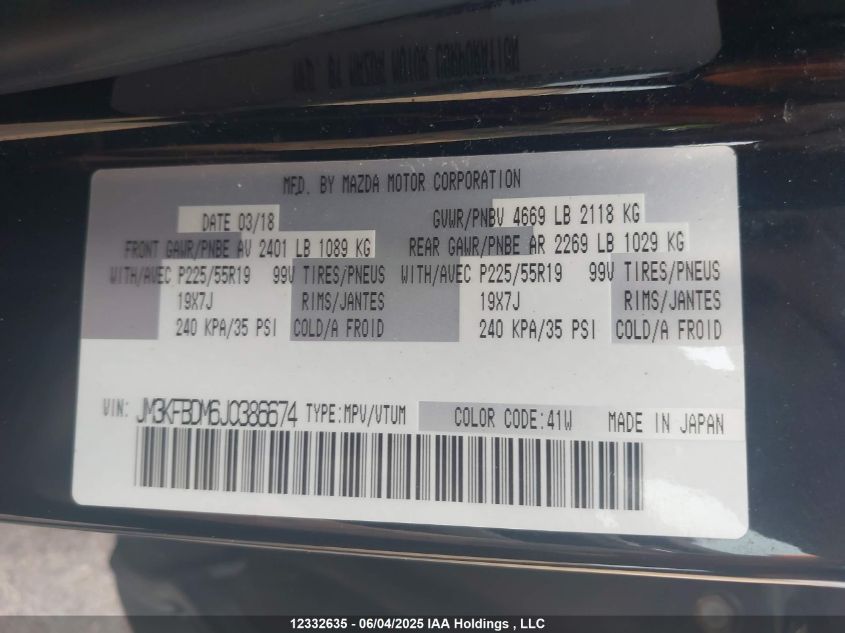 MFD. BY MAZDA MOTOR CORPORATION
DATE 03/18 GVWR/PNBV 4669 LB 2118 KG
FRONT GAWR/PNBE AV 2401 LB 1089 KG REAR GAWR/PNBE AR 2269 LB 1029 KG
WITH/AVEC P225/55R19 99V TIRES/PNEUS WITH/AVEC P225/55R19 99V TIRES/PNEUS
19X7J RIMS/JANTES 19X7J RIMS/JANTES
240 KPA/35 PSI COLD/A FROID 240 KPA/35 PSI COLD/A FROID
VIN: JM3KFBDM6J0386674 TYPE:MPV/VTUM COLOR CODE:41W MADE IN JAPAN
12332635 - 06/04/2025 IAA Holdings , LLC